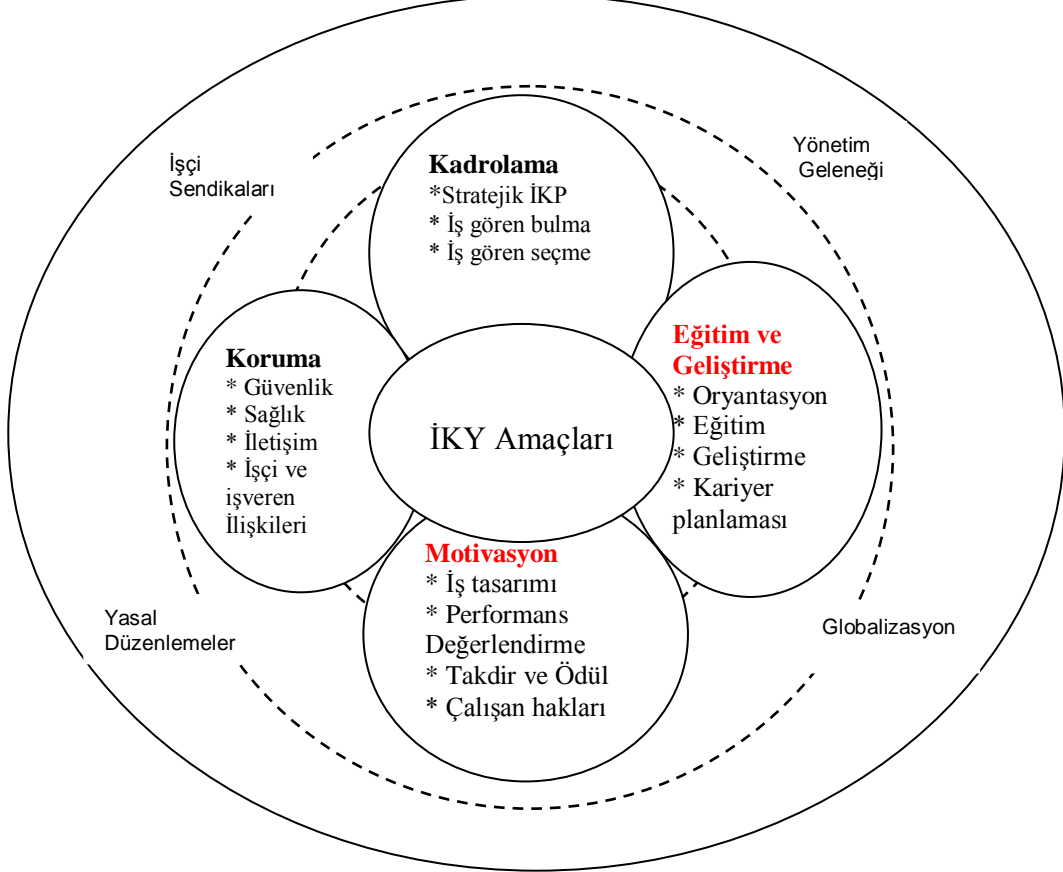 İşçi
Sendikaları
Yönetim
Geleneği
Kadrolama
*Stratejik İKP
* İş gören bulma
* İş gören seçme
Koruma
* Güvenlik
* Sağlık
* İletişim
* İşçi ve
işveren
İlişkileri
İKY Amaçları
Eğitim ve
Geliştirme
* Oryantasyon
* Eğitim
* Geliştirme
* Kariyer
planlaması
Motivasyon
* İş tasarımı
* Performans
Değerlendirme
* Takdir ve Ödül
* Çalışan hakları
Yasal
Düzenlemeler
Globalizasyon